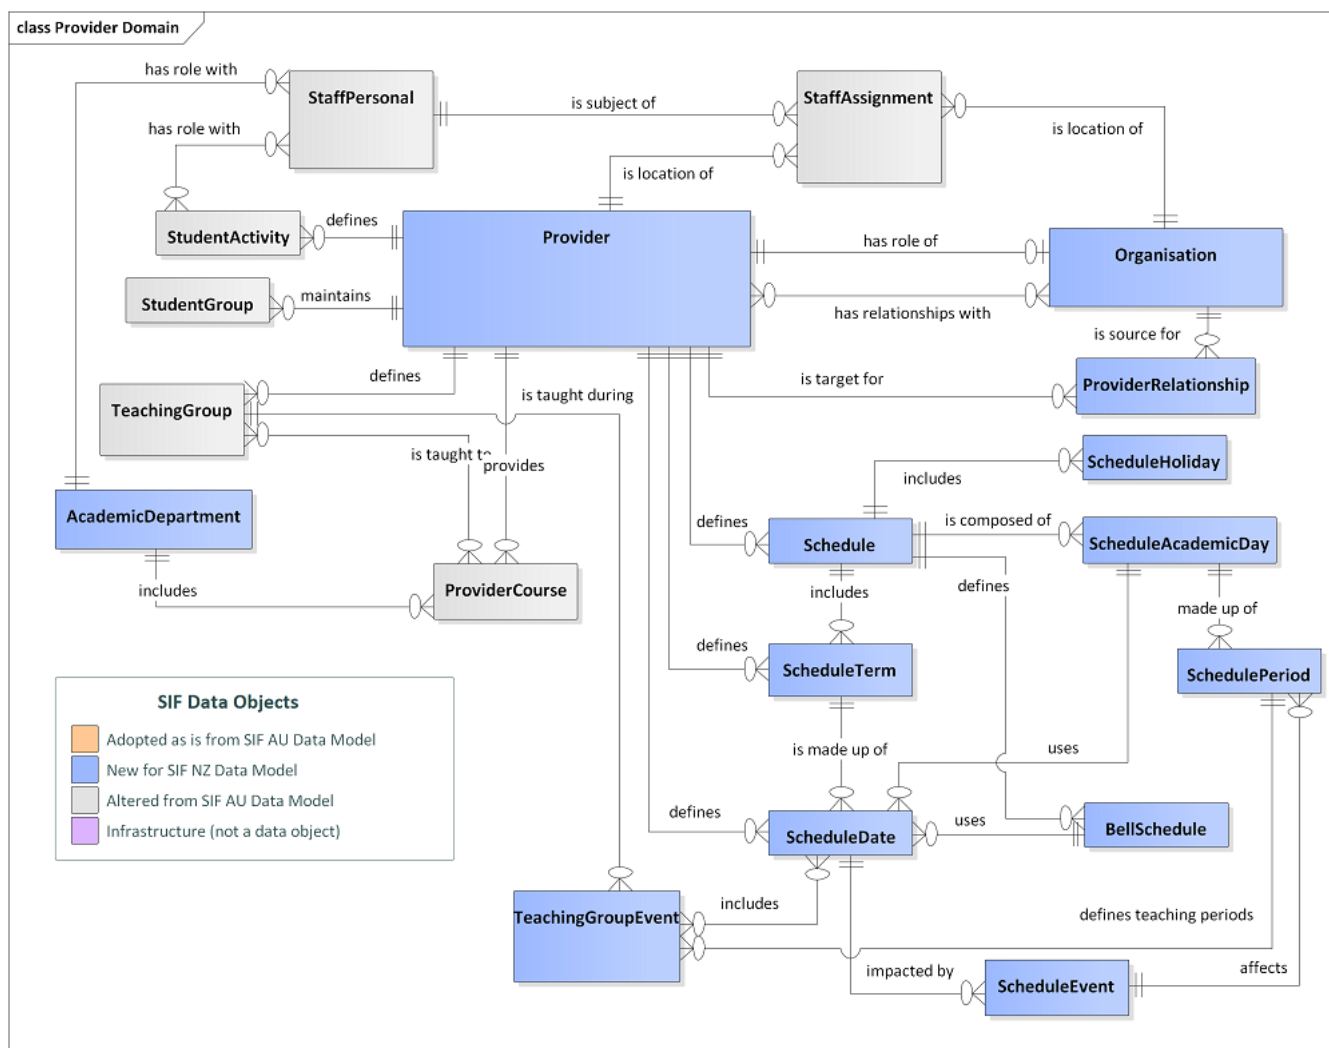 class Provider Domain
has role with
StaffPersonal
is subject of
StaffAssignment
has role with
is location of
is location of
StudentActivity
defines
Provider
has role of
Organisation
StudentGroup
maintains
has relationships with
is source for
defines
is target for
ProviderRelationship
TeachingGroup
is taught during
is taught to
provides
ScheduleHoliday
includes
AcademicDepartment
defines
Schedule
is composed of
ScheduleAcademicDay
includes
ProviderCourse
includes
defines
made up of
defines
ScheduleTerm
SchedulePeriod
SIF Data Objects
Adopted as is from SIF AU Data Model
New for SIF NZ Data Model
Altered from SIF AU Data Model
Infrastructure (not a data object)
is made up of
uses
defines
ScheduleDate
uses
BellSchedule
TeachingGroupEvent
includes
defines teaching periods
impacted by
ScheduleEvent
affects